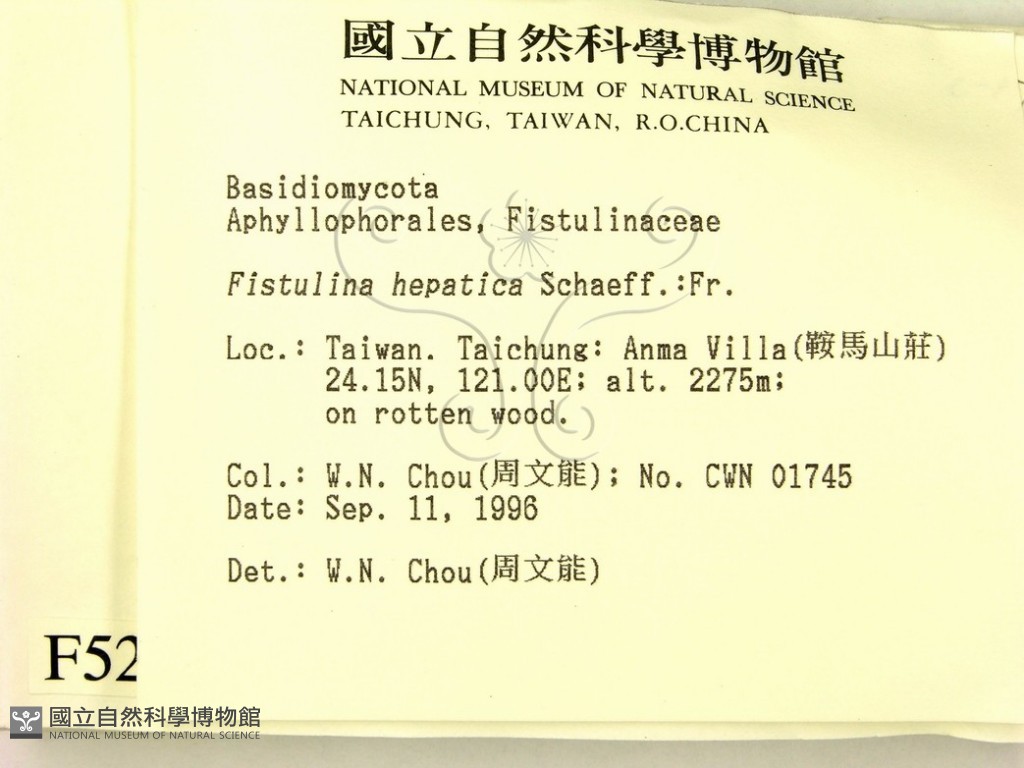 國立自然科學博物館
NATIONAL MUSEUM OF NATURAL SCIENCE
TAICHUNG, TAIWAN, R.O.CHINA
Basidiomycota
Aphyllophorales, Fistulinaceae
Fistulina hepatica Schaeff.:Fr.
Loc.: Taiwan. Taichung: Anma Villa(鞍馬山莊)
24.15N, 121.00E; alt. 2275m;
on rotten wood.
Col.: W.N. Chou(周文能); No. CWN 01745
Date: Sep. 11, 1996
Det.: W.N. Chou(周文能)
F52
國立自然科學博物館
NATIONAL MUSEUM OF NATURAL SCIENCE